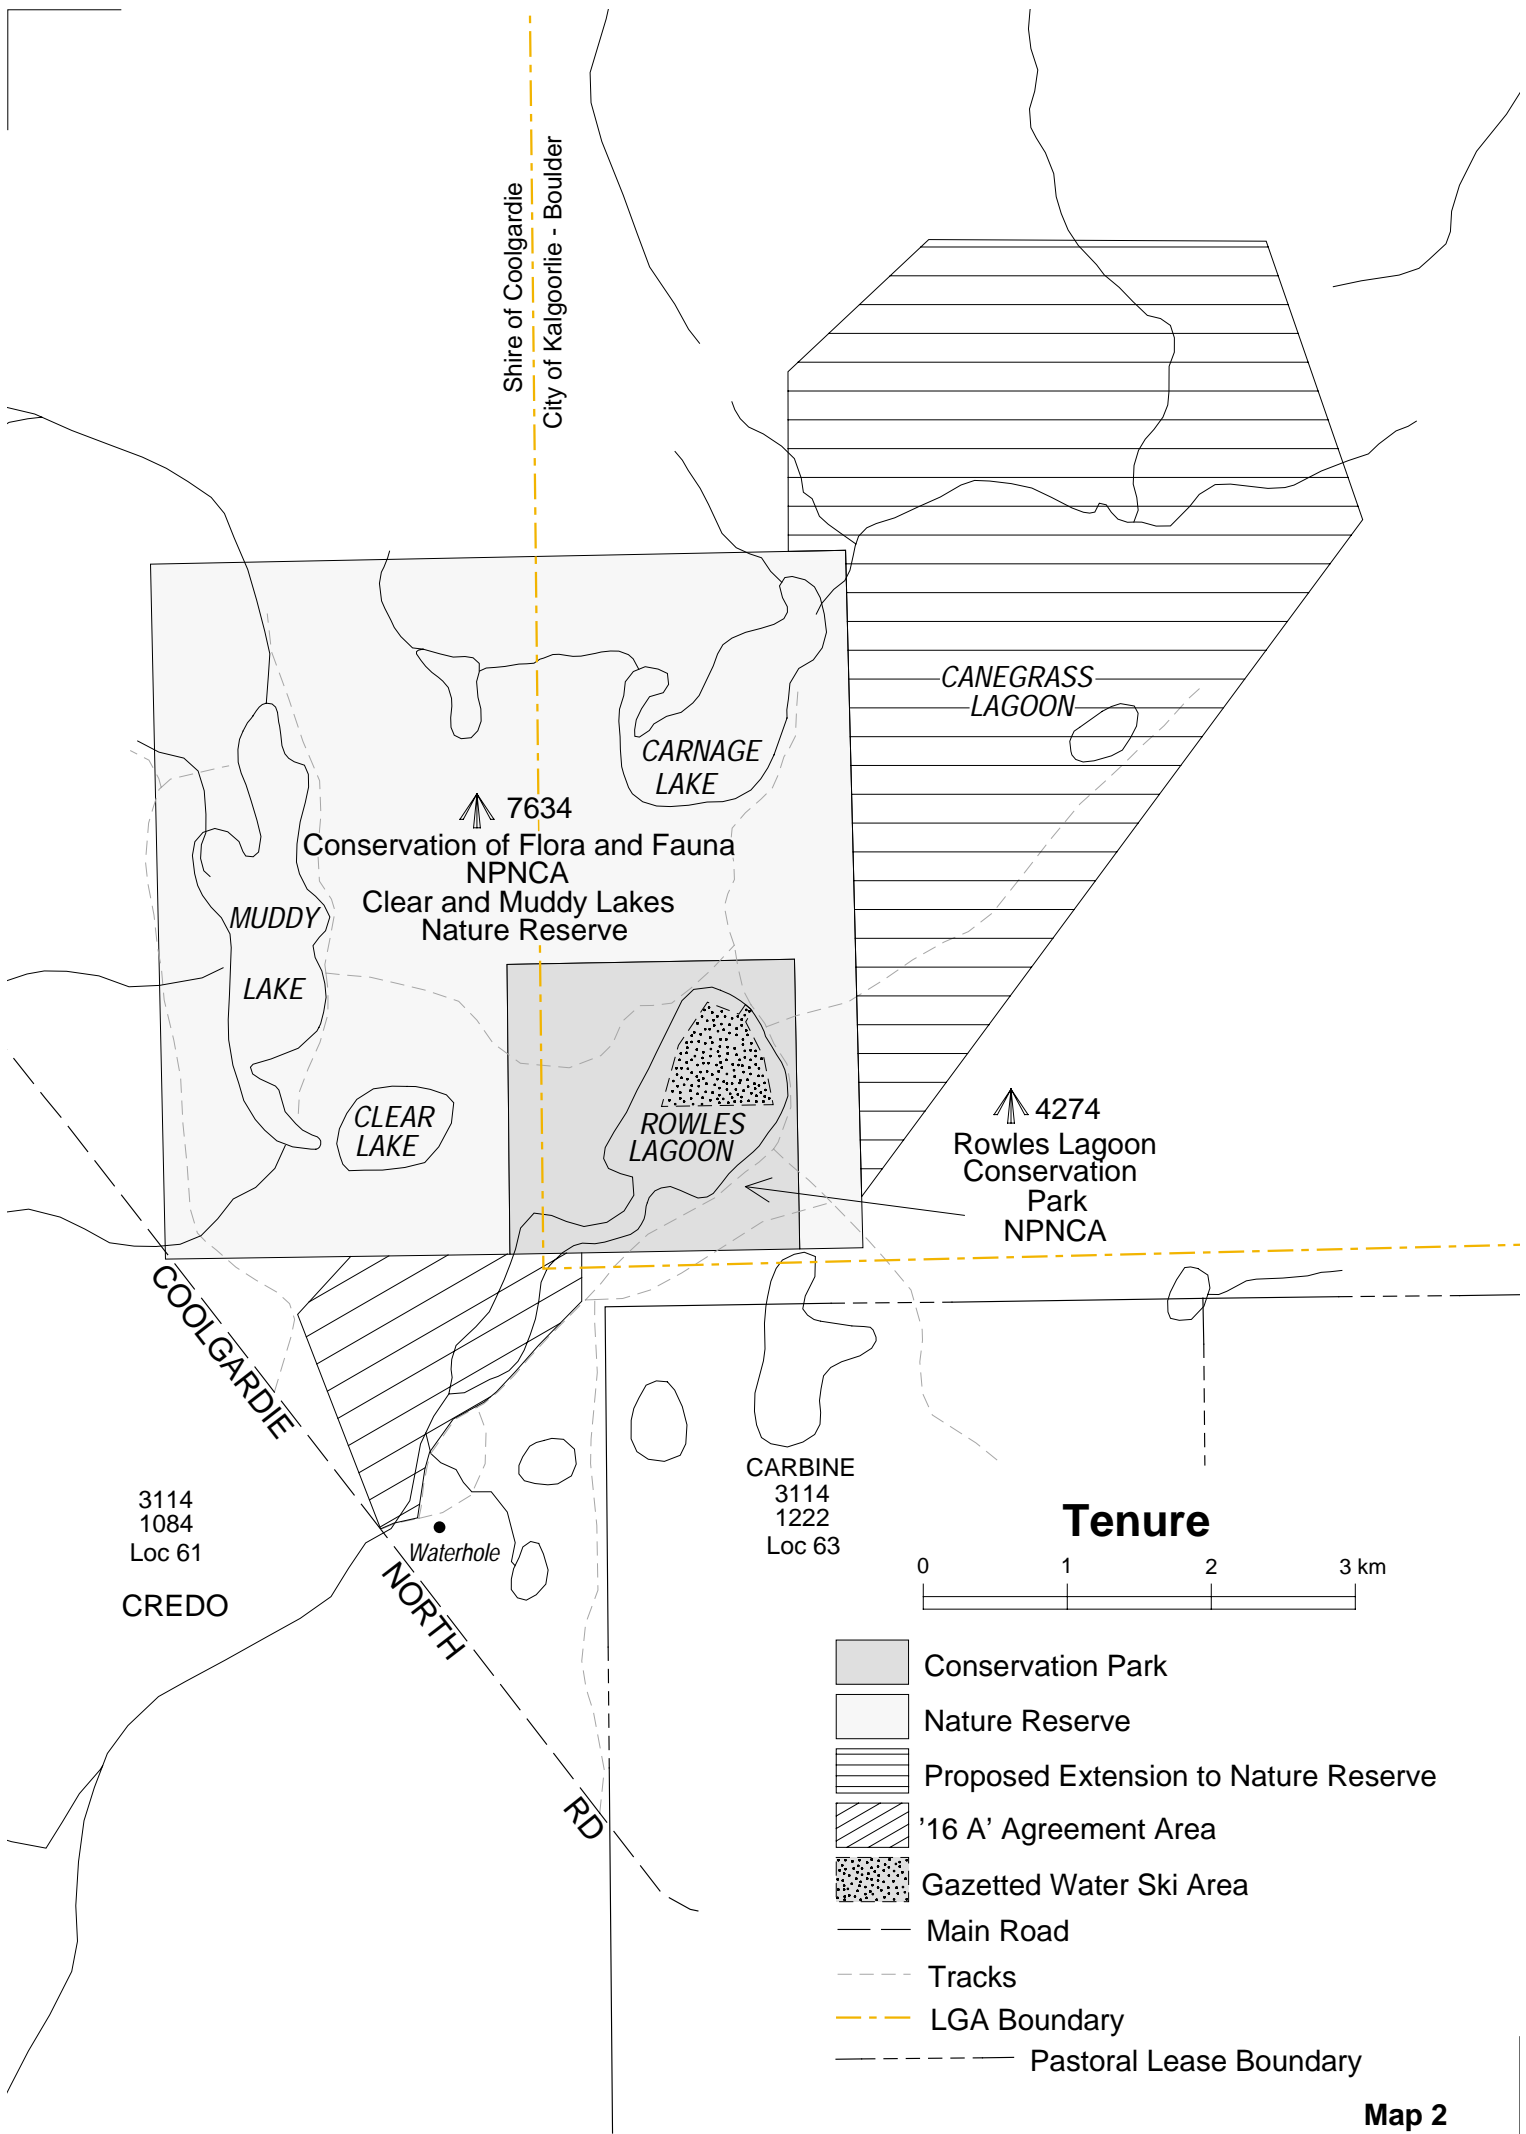 Shire of Coolgardie
City of Kalgoorlie - Boulder
CANEGRASS
LAGOON
CARNAGE
LAKE
7634
Conservation of Flora and Fauna
NPNCA
Clear and Muddy Lakes
Nature Reserve
MUDDY
LAKE
CLEAR
LAKE
ROWLES
LAGOON
4274
Rowles Lagoon
Conservation
Park
NPNCA
COOLGARDIE
NORTH
RD
3114
1084
Loc 61
CREDO
Waterhole
CARBINE
3114
1222
Loc 63
Tenure
0 1 2 3 km
Conservation Park
Nature Reserve
Proposed Extension to Nature Reserve
'16 A' Agreement Area
Gazetted Water Ski Area
Main Road
Tracks
LGA Boundary
Pastoral Lease Boundary
Map 2